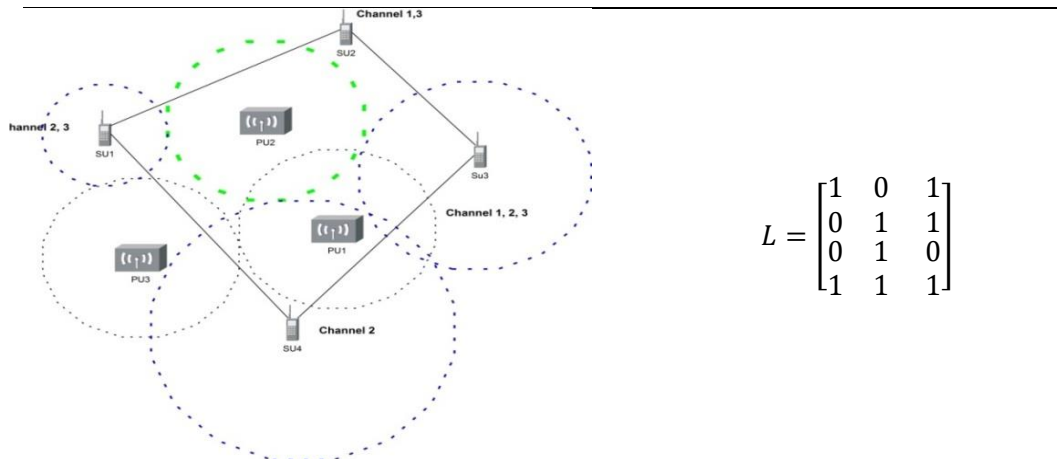 Channel 1,3
SU2
hannel 2, 3
SU1
((ı))
PU2
Su3
Channel 1, 2, 3
((ı))
PU1
((ı))
PU3
Channel 2
SU4
L = [1 0 1
0 1 1
0 1 0
1 1 1]